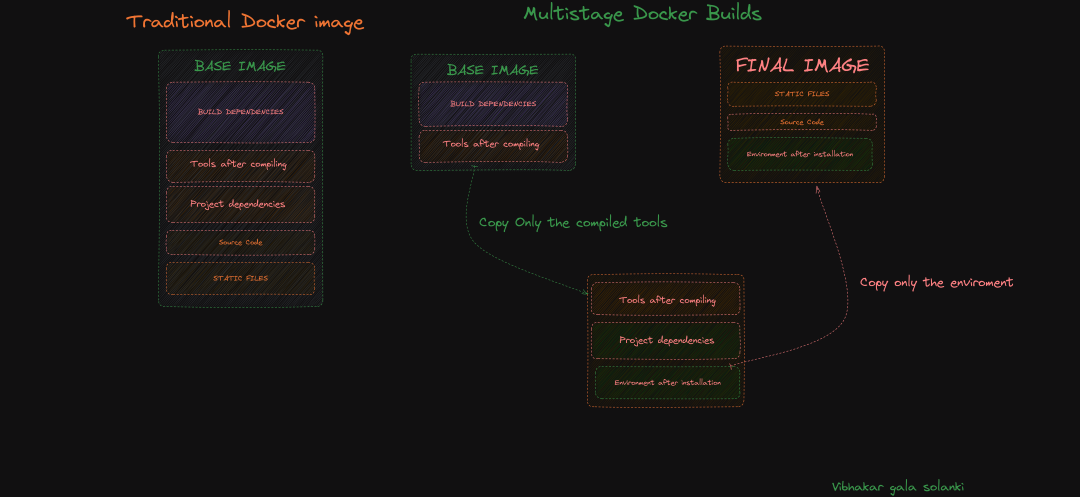 Traditional Docker image
BASE IMAGE
BUILD DEPENDENCIES
Tools after compiling
Project dependencies
Source Code
STATIC FILES
Multistage Docker Builds
BASE IMAGE
BUILD DEPENDENCIES
Tools after compiling
Copy Only the compiled tools
Tools after compiling
Project dependencies
Environment after installation
FINAL IMAGE
STATIC FILES
Source Code
Environment after installation
Copy only the enviroment
Vibhakar gala solanki